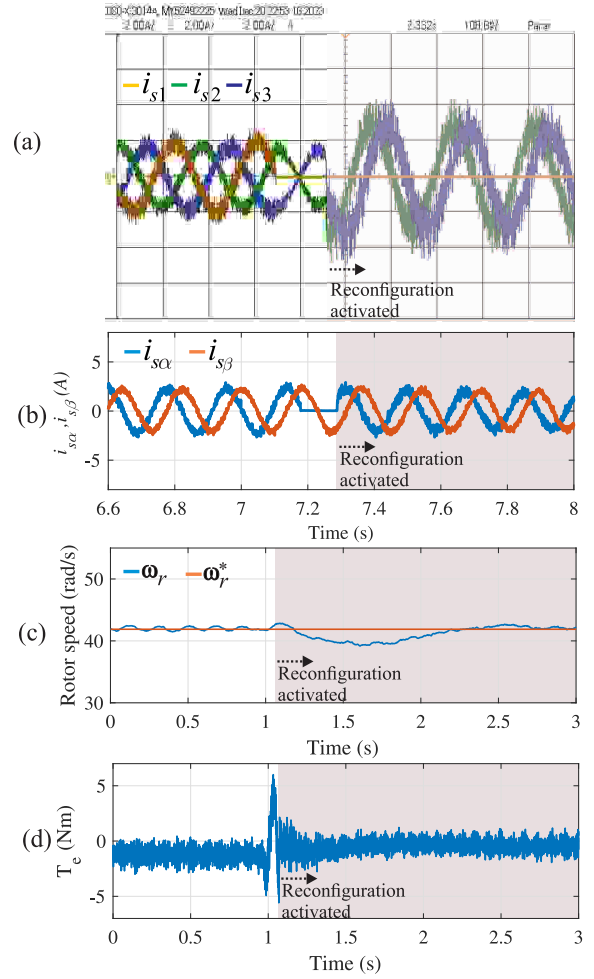 2.00A/
i_s1 i_s2 i_s3
(a)
Reconfiguration
activated
i_sα i_sβ
i_sα,i_sβ (A)
5
0
-5
(b)
Reconfiguration
activated
6.6 6.8 7 7.2 7.4 7.6 7.8 8
Time (s)
ω_r ω_r^*
Rotor speed (rad/s)
50
40
30
(c)
Reconfiguration
activated
0 0.5 1 1.5 2 2.5 3
Time (s)
T_e (Nm)
5
0
-5
(d)
Reconfiguration
activated
0 0.5 1 1.5 2 2.5 3
Time (s)